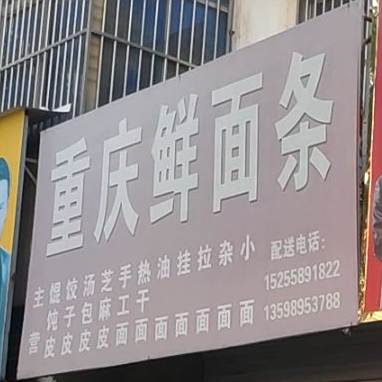 重庆鲜面条
主营
馄饨皮
饺子皮
汤包皮
芝麻皮
手工面
热干面
油面
挂面
拉面
杂面
小面
配送电话:
15255891822
13598953788